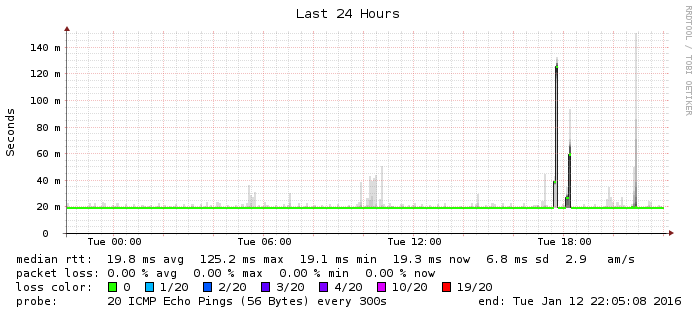 Last 24 Hours
RRDTOOL / TOBI OETIKER
Seconds
140 m
120 m
100 m
80 m
60 m
40 m
20 m
0
Tue 00:00 Tue 06:00 Tue 12:00 Tue 18:00
median rtt: 19.8 ms avg 125.2 ms max 19.1 ms min 19.3 ms now 6.8 ms sd 2.9 am/s
packet loss: 0.00 % avg 0.00 % max 0.00 % min 0.00 % now
loss color: 0 1/20 2/20 3/20 4/20 10/20 19/20
probe: 20 ICMP Echo Pings (56 Bytes) every 300s end: Tue Jan 12 22:05:08 2016